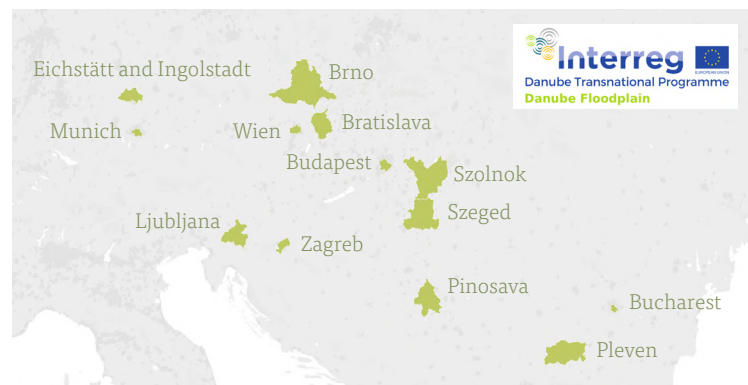 Interreg
EUROPEAN UNION
Danube Transnational Programme
Danube Floodplain
Eichstätt and Ingolstadt
Brno
Munich
Wien
Bratislava
Budapest
Szolnok
Szeged
Ljubljana
Zagreb
Pinosava
Bucharest
Pleven